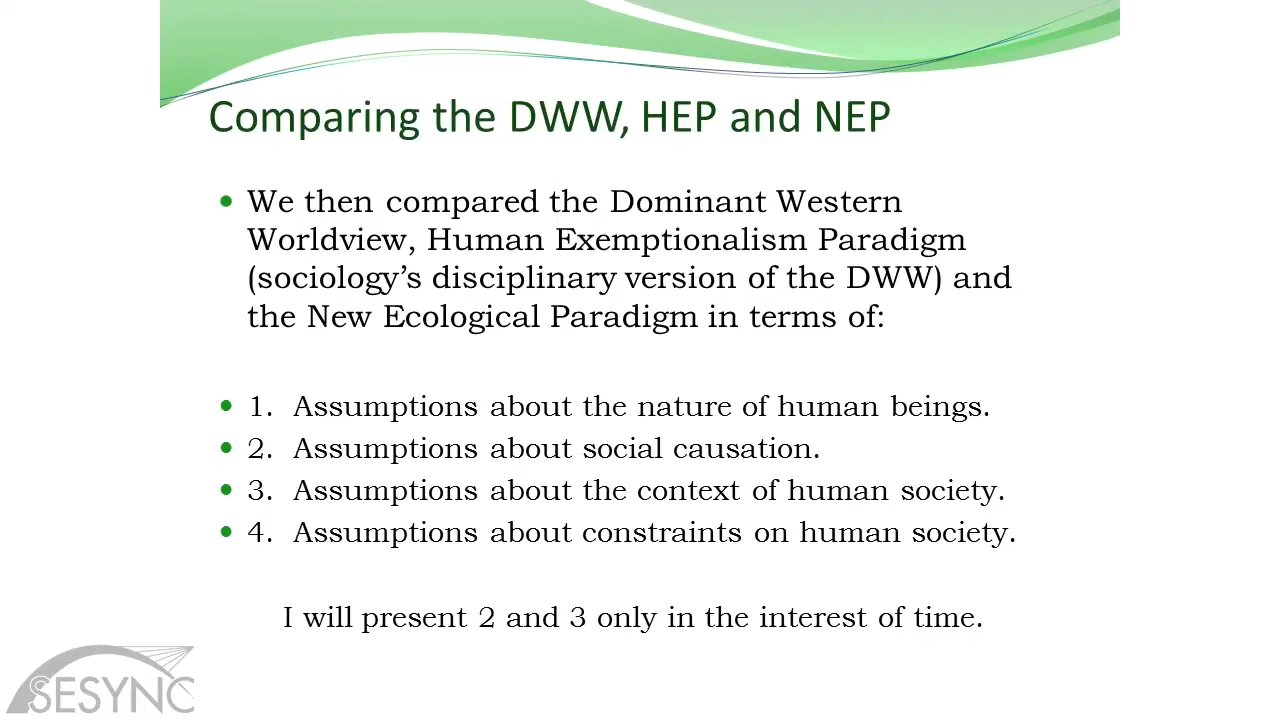 Comparing the DWW, HEP and NEP
We then compared the Dominant Western
Worldview, Human Exemptionalism Paradigm
(sociology’s disciplinary version of the DWW) and
the New Ecological Paradigm in terms of:
1. Assumptions about the nature of human beings.
2. Assumptions about social causation.
3. Assumptions about the context of human society.
4. Assumptions about constraints on human society.
I will present 2 and 3 only in the interest of time.
SESYNC